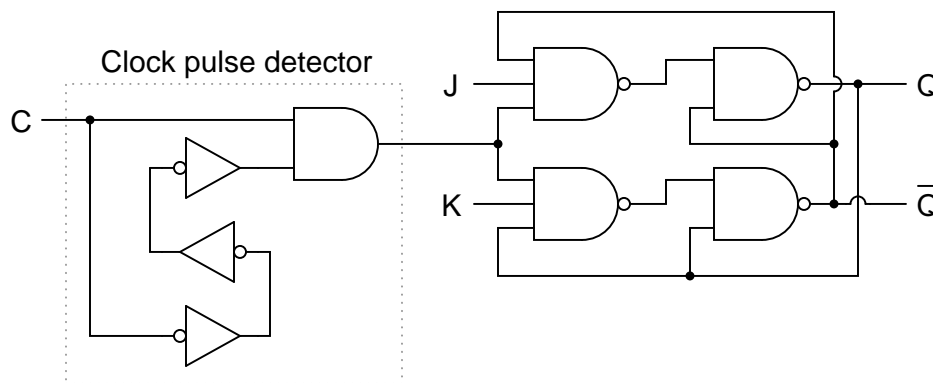 Clock pulse detector
J
Q
C
K
Q̅